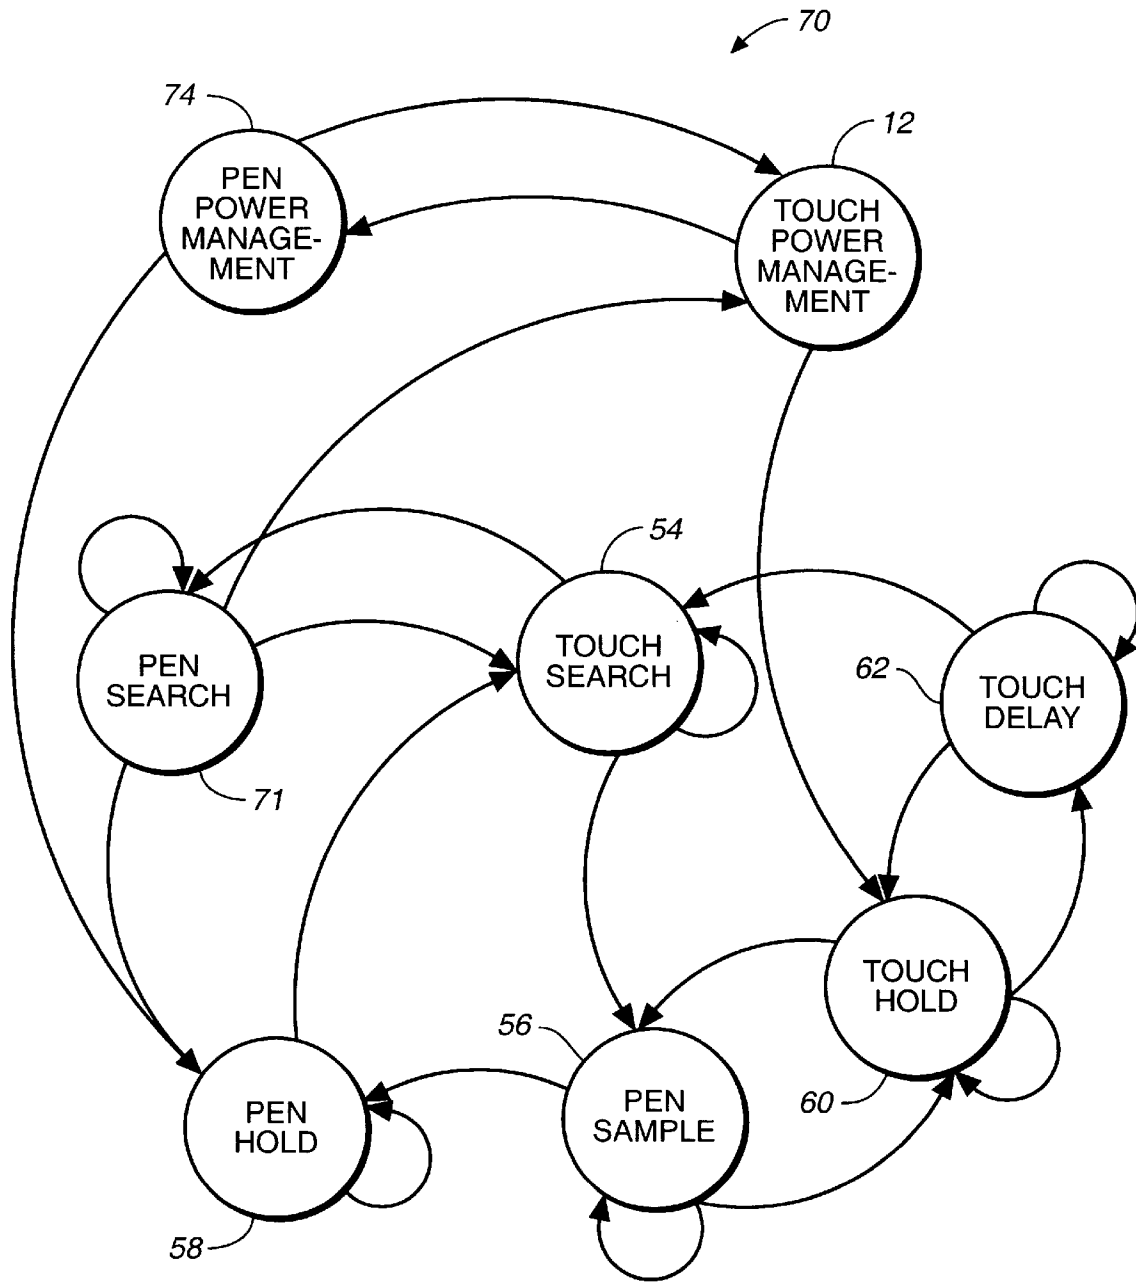 70
74
12
PEN
POWER
MANAGE-
MENT
TOUCH
POWER
MANAGE-
MENT
54
PEN
SEARCH
71
TOUCH
SEARCH
62
TOUCH
DELAY
TOUCH
HOLD
60
56
PEN
SAMPLE
PEN
HOLD
58